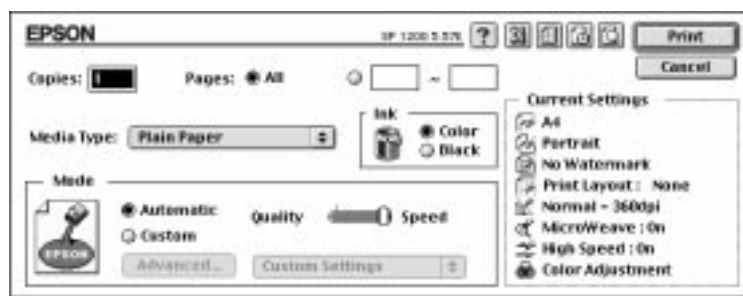 EPSON
SP 1200 5.57E
?
Print
Copies: 1
Pages: All
~
Cancel
Media Type: Plain Paper
Ink
Color
Black
Mode
Automatic
Custom
Quality
Speed
EPSON
Advanced...
Custom Settings
Current Settings
A4
Portrait
No Watermark
Print Layout : None
Normal - 360dpi
MicroWeave : On
High Speed : On
Color Adjustment